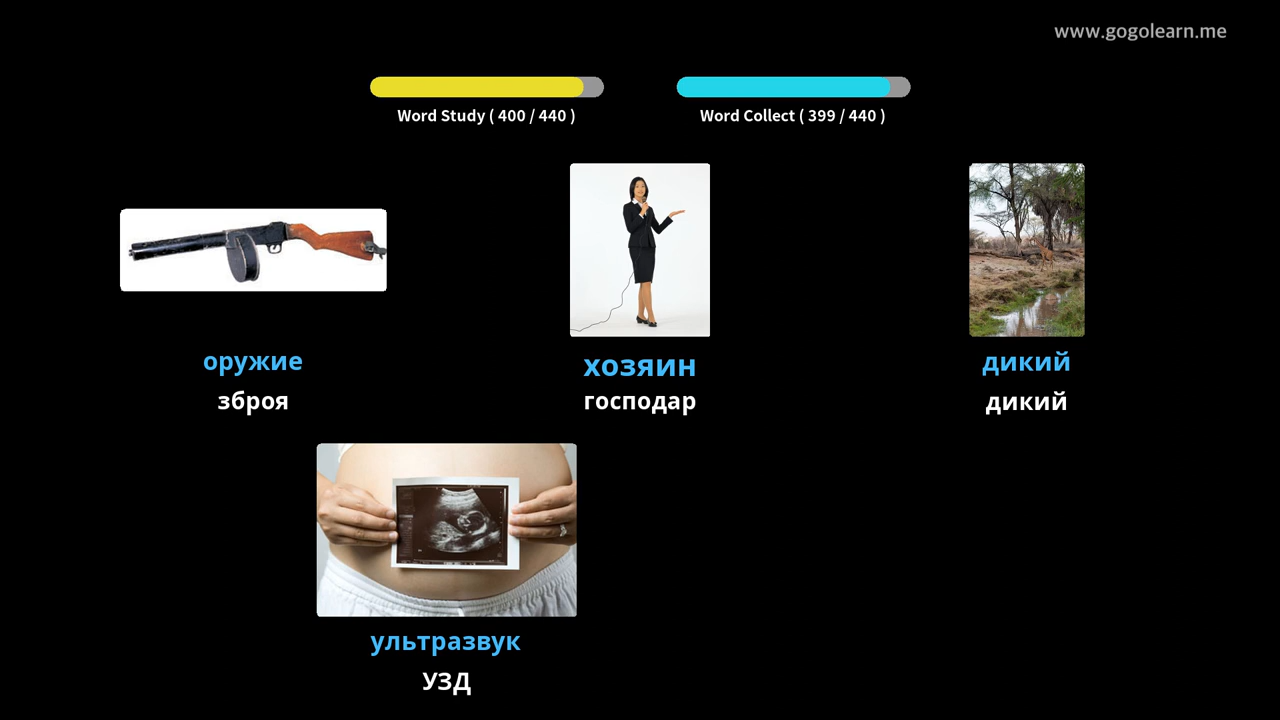 www.gogolearn.me
Word Study ( 400 / 440 )
Word Collect ( 399 / 440 )
оружие
хозяин
дикий
зброя
господар
дикий
ультразвук
УЗД